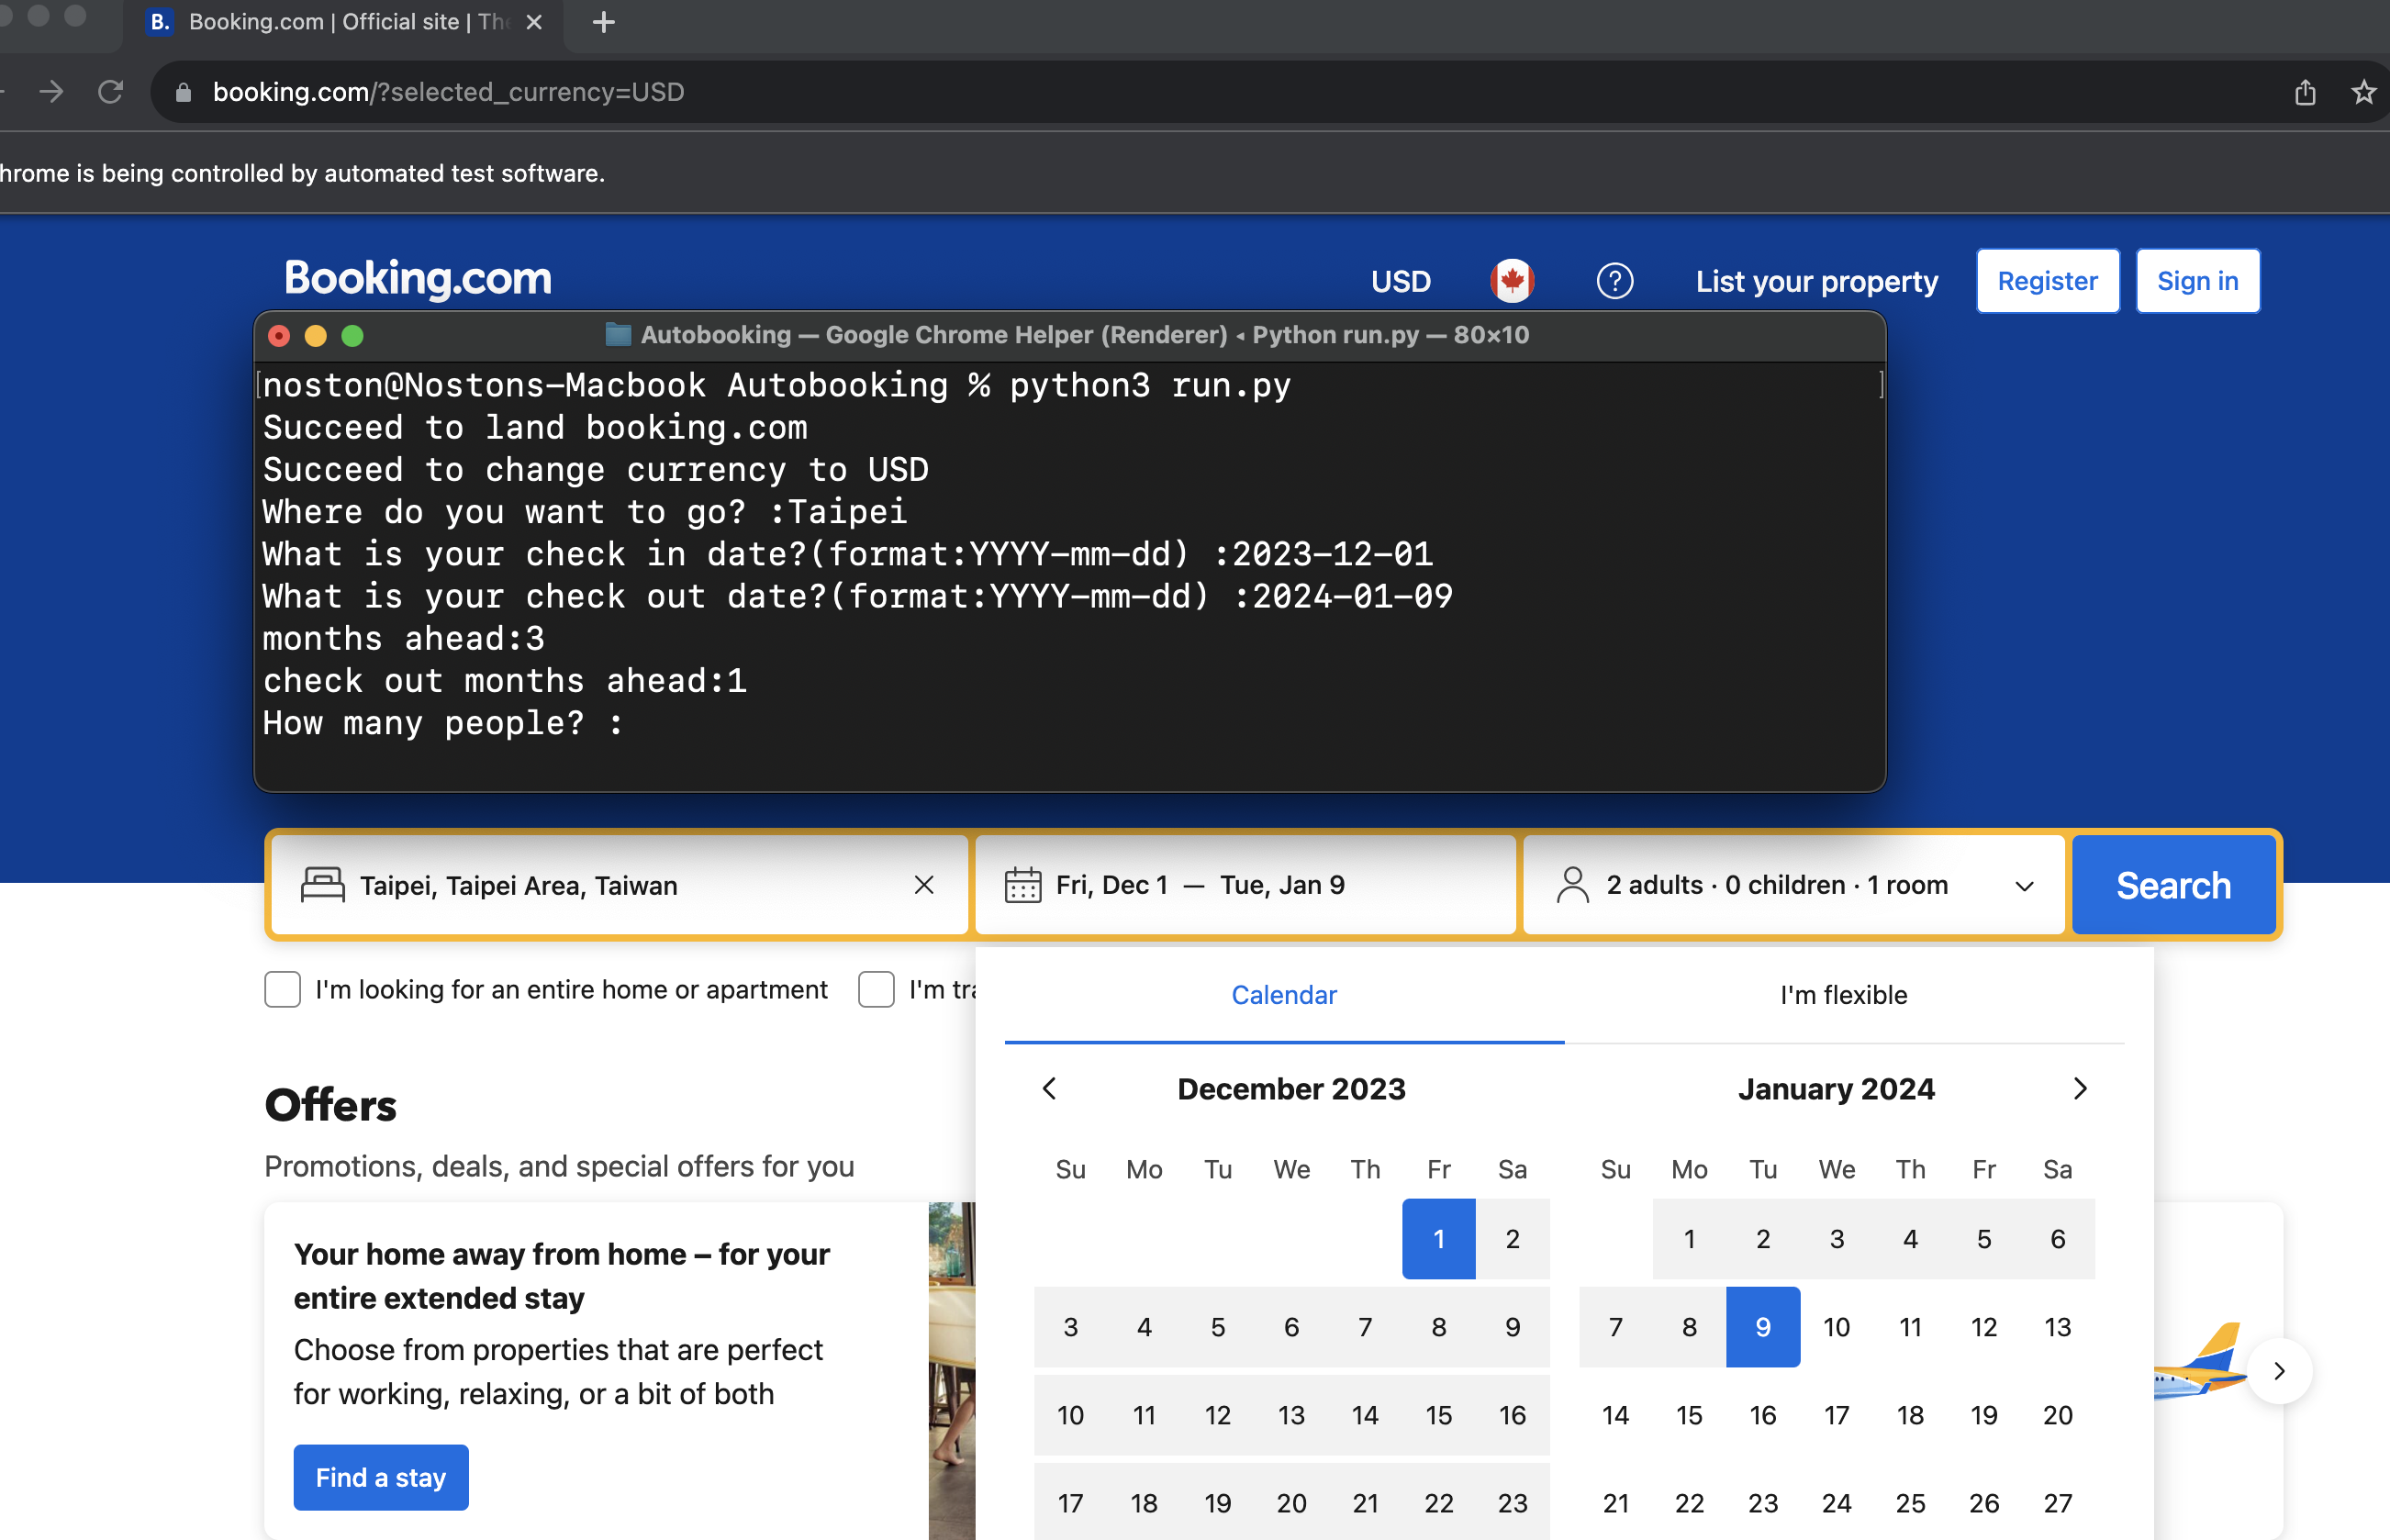 B. Booking.com | Official site | The
booking.com/?selected_currency=USD
hrome is being controlled by automated test software.
Booking.com
USD
List your property
Register
Sign in
Autobooking — Google Chrome Helper (Renderer) ◂ Python run.py — 80×10
[noston@Nostons-Macbook Autobooking % python3 run.py ]
Succeed to land booking.com
Succeed to change currency to USD
Where do you want to go? :Taipei
What is your check in date?(format:YYYY-mm-dd) :2023-12-01
What is your check out date?(format:YYYY-mm-dd) :2024-01-09
months ahead:3
check out months ahead:1
How many people? :
Taipei, Taipei Area, Taiwan
Fri, Dec 1 — Tue, Jan 9
2 adults · 0 children · 1 room
Search
I'm looking for an entire home or apartment
I'm tra
Calendar
I'm flexible
December 2023
Su Mo Tu We Th Fr Sa
1 2
3 4 5 6 7 8 9
10 11 12 13 14 15 16
17 18 19 20 21 22 23
January 2024
Su Mo Tu We Th Fr Sa
1 2 3 4 5 6
7 8 9 10 11 12 13
14 15 16 17 18 19 20
21 22 23 24 25 26 27
Offers
Promotions, deals, and special offers for you
Your home away from home – for your
entire extended stay
Choose from properties that are perfect
for working, relaxing, or a bit of both
Find a stay